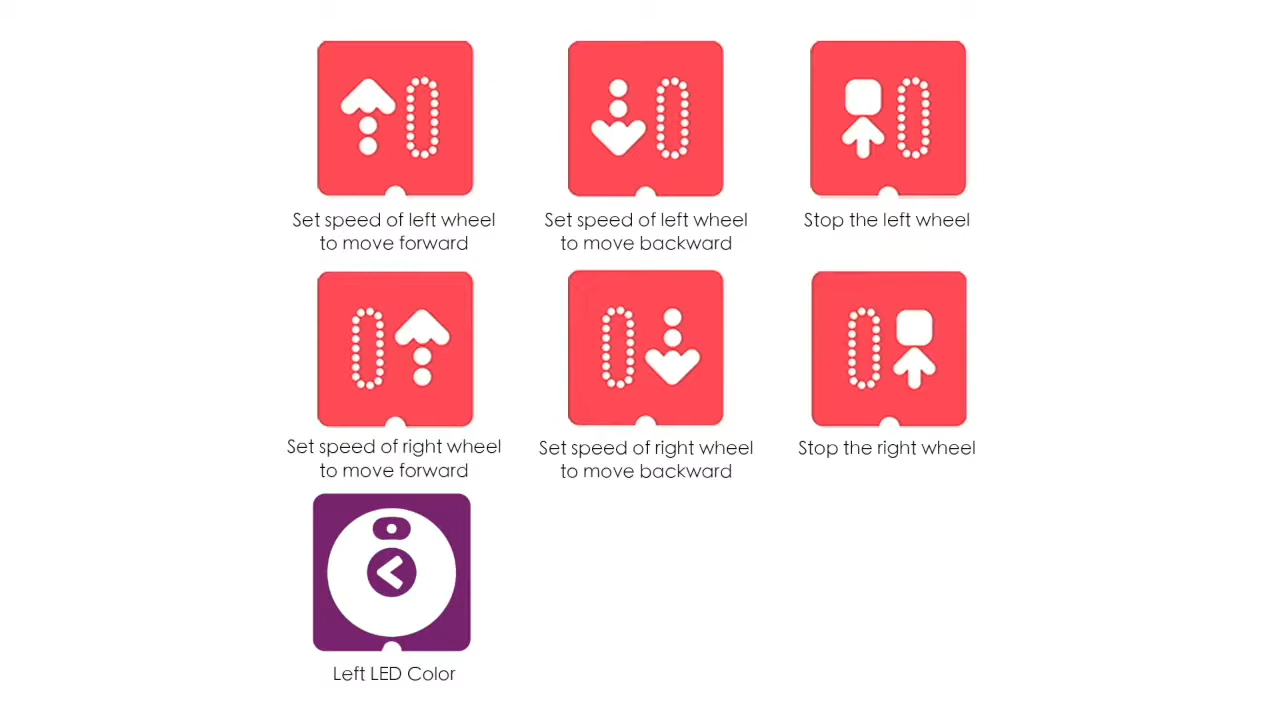 Set speed of left wheel
to move forward
Set speed of left wheel
to move backward
Stop the left wheel
Set speed of right wheel
to move forward
Set speed of right wheel
to move backward
Stop the right wheel
Left LED Color